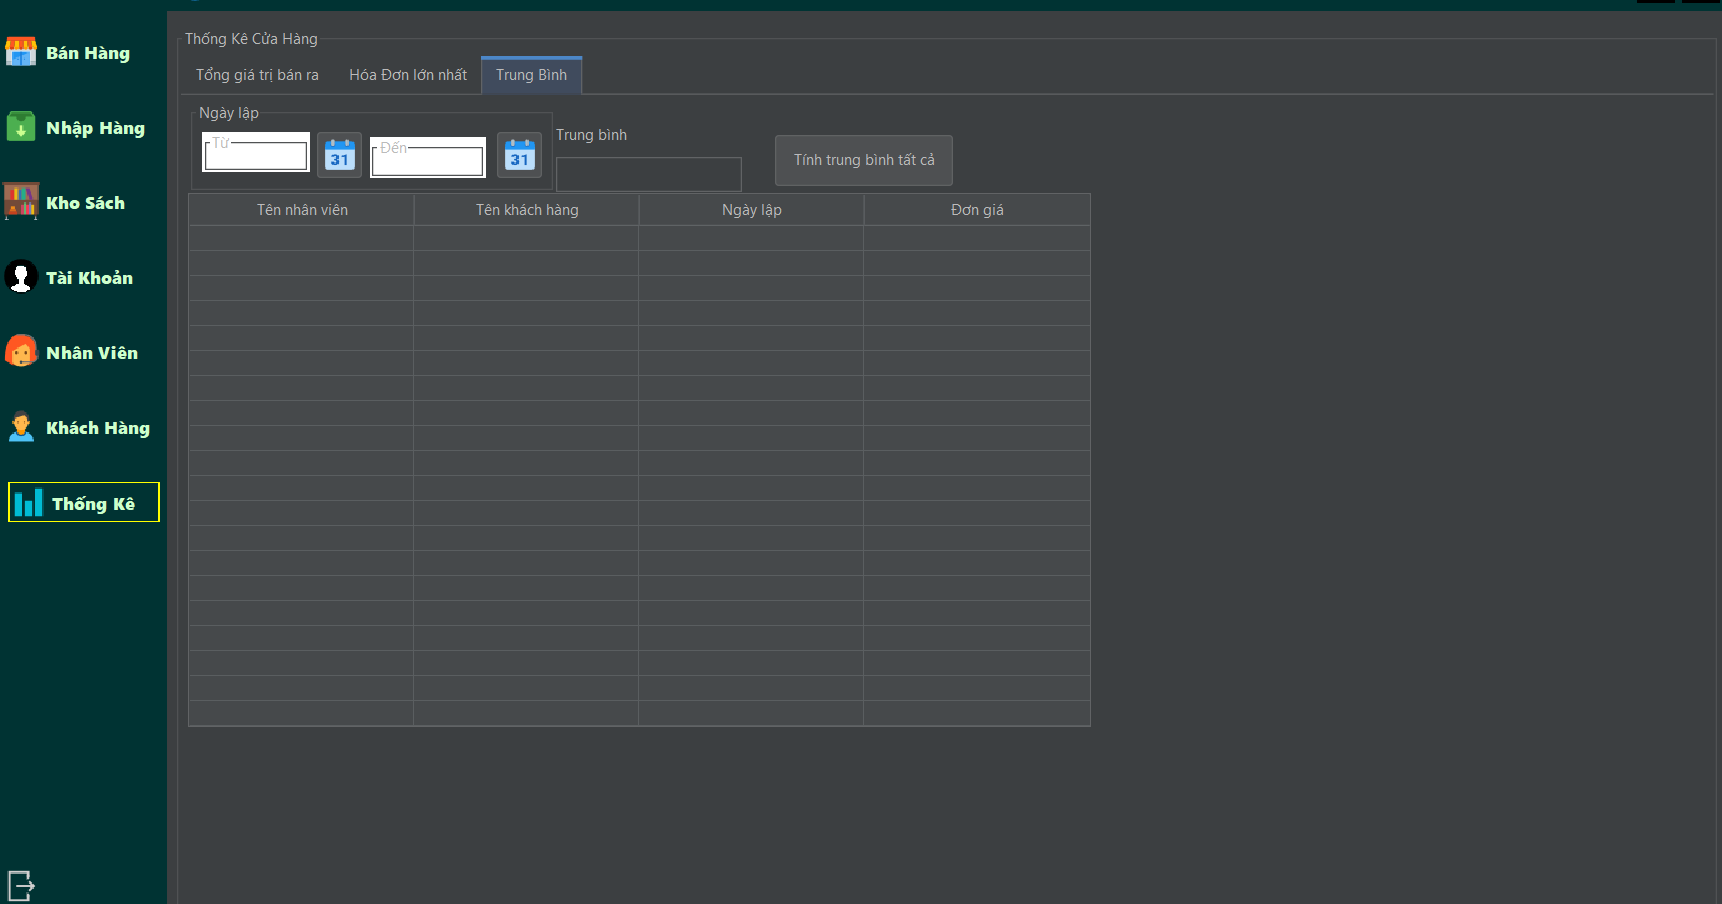 Bán Hàng
Nhập Hàng
Kho Sách
Tài Khoản
Nhân Viên
Khách Hàng
Thống Kê
Thống Kê Cửa Hàng
Tổng giá trị bán ra
Hóa Đơn lớn nhất
Trung Bình
Ngày lập
Từ
31
Đến
31
Trung bình
Tính trung bình tất cả
Tên nhân viên
Tên khách hàng
Ngày lập
Đơn giá